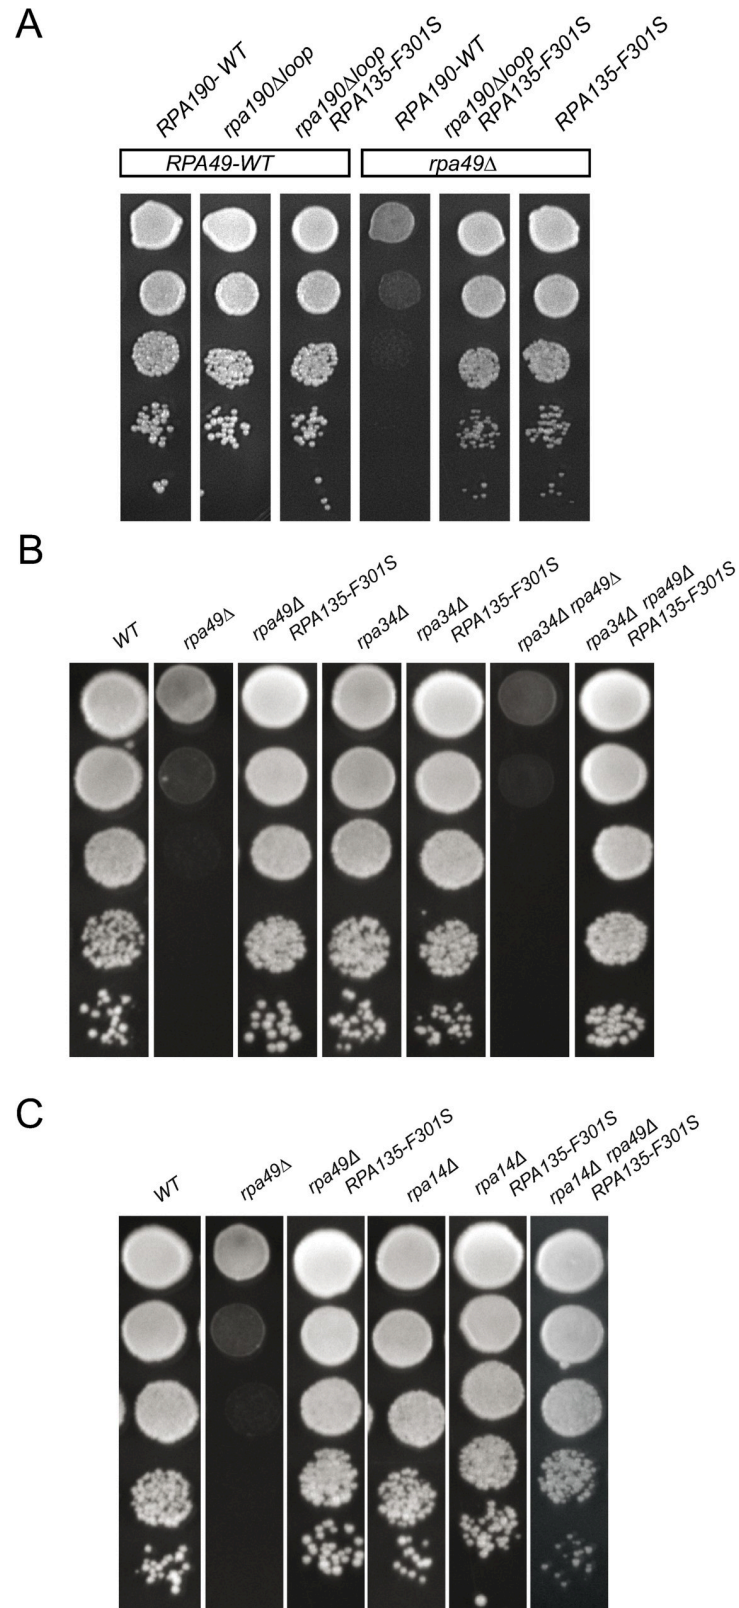 A
RPA190- WT
rpa190Δloop
rpa190Δloop
RPA135-F301S
RPA190-WT
rpa190Δloop
RPA135-F301S
RPA135-F301S
RPA49-WT
rpa49Δ
B
WT
rpa49Δ
rpa49Δ
RPA135-F301S
rpa34Δ
rpa34Δ
RPA135-F301S
rpa34Δ rpa49Δ
rpa34Δ rpa49Δ
RPA135-F301S
C
WT
rpa49Δ
rpa49Δ
RPA135-F301S
rpa14Δ
rpa14Δ
RPA135-F301S
rpa14Δ rpa49Δ
RPA135-F301S